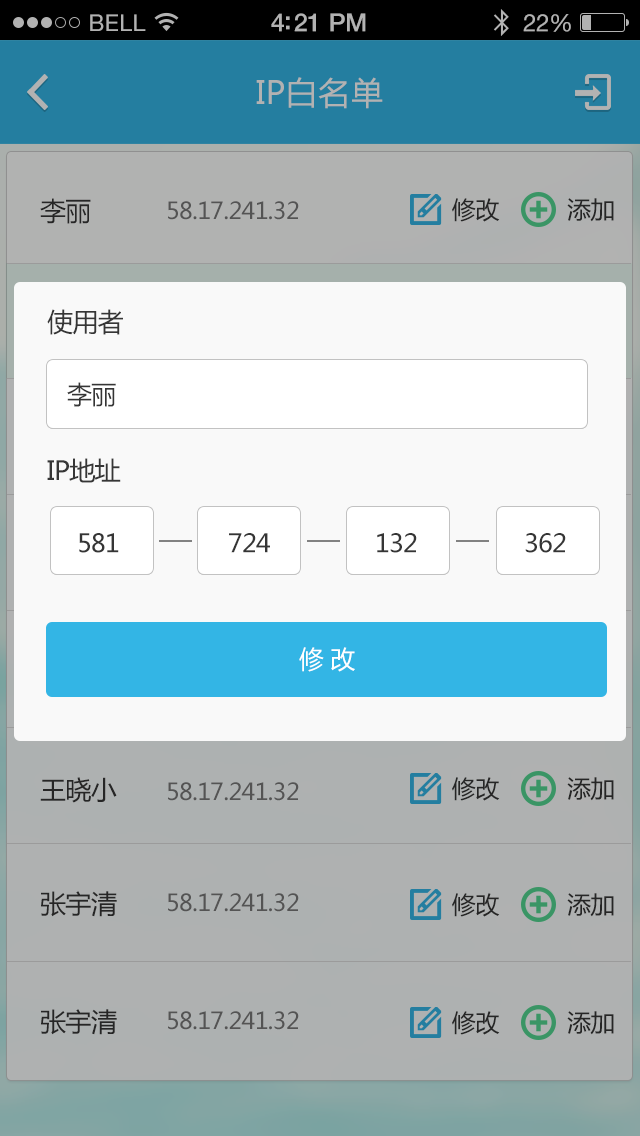 BELL 4:21 PM 22%
IP白名单
李丽 58.17.241.32 修改 添加
使用者
李丽
IP地址
581 — 724 — 132 — 362
修 改
王晓小 58.17.241.32 修改 添加
张宇清 58.17.241.32 修改 添加
张宇清 58.17.241.32 修改 添加